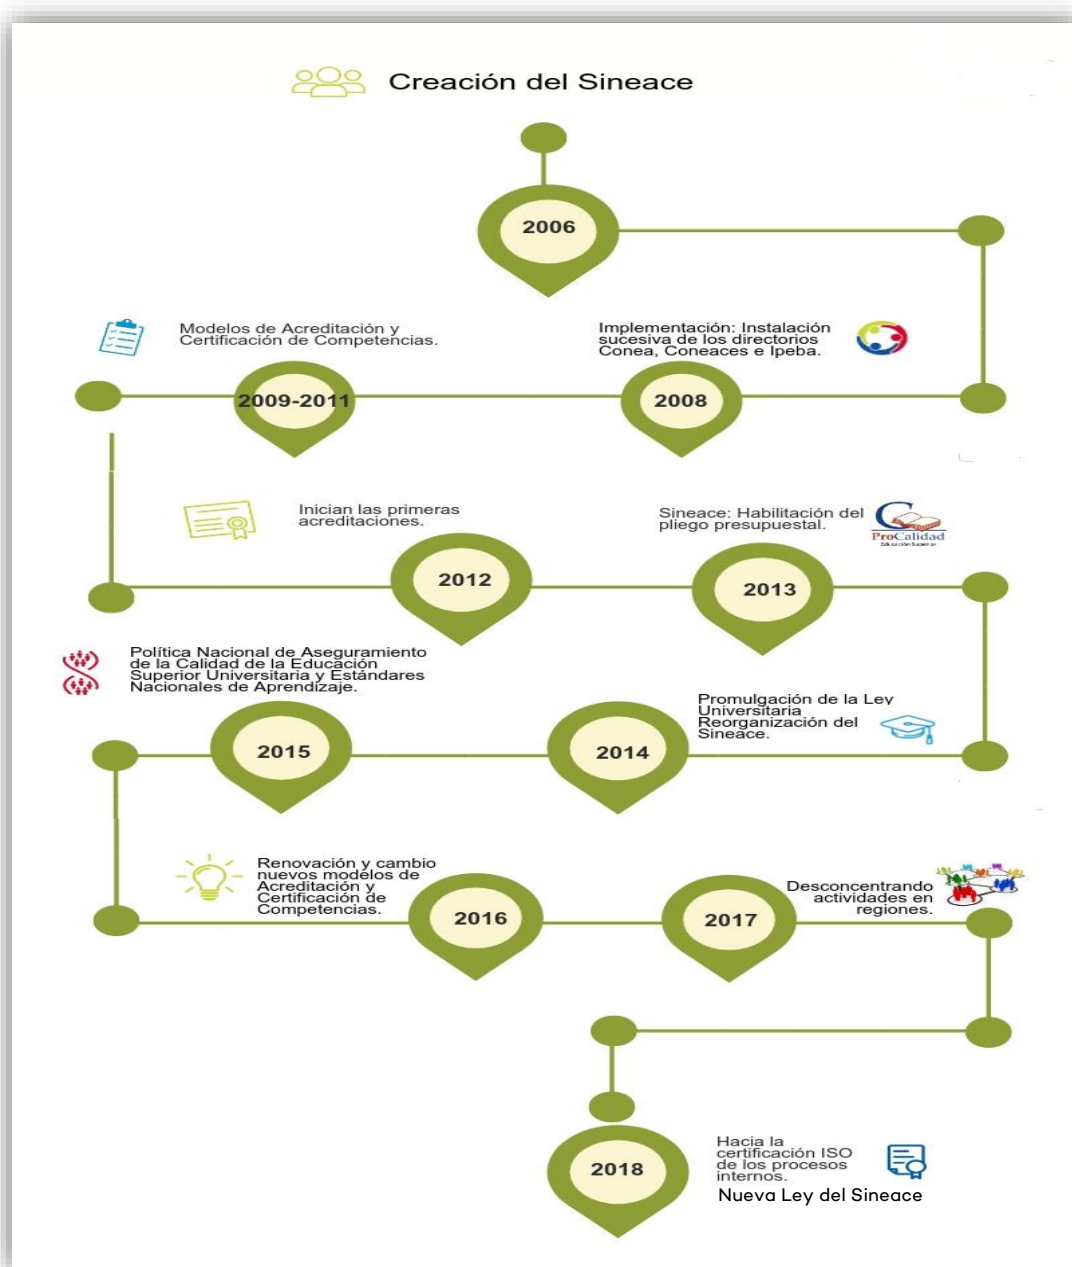 Creación del Sineace
2006
Implementación: Instalación
sucesiva de los directorios
Conea, Coneaces e Ipeba.
2008
Modelos de Acreditación y
Certificación de Competencias.
2009-2011
Inician las primeras
acreditaciones.
2012
Sineace: Habilitación del
pliego presupuestal.
ProCalidad
Educación Superior
2013
Promulgación de la Ley
Universitaria
Reorganización del
Sineace.
2014
Política Nacional de Aseguramiento
de la Calidad de la Educación
Superior Universitaria y Estándares
Nacionales de Aprendizaje.
2015
Renovación y cambio
nuevos modelos de
Acreditación y
Certificación de
Competencias.
2016
Desconcentrando
actividades en
regiones.
2017
Hacia la
certificación ISO
de los procesos
internos.
Nueva Ley del Sineace
2018